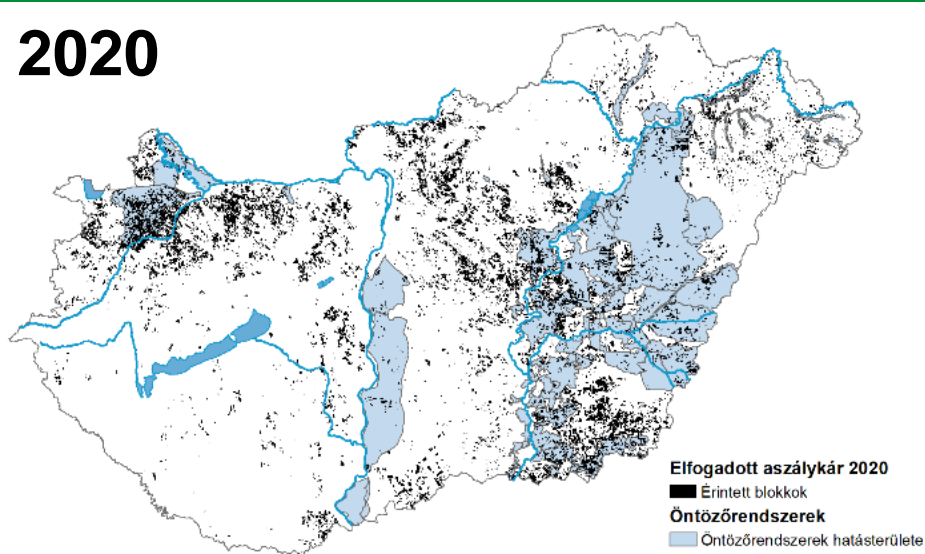 2020
Elfogadott aszálykár 2020
Érintett blokkok
Öntözőrendszerek
Öntözőrendszerek hatásterülete